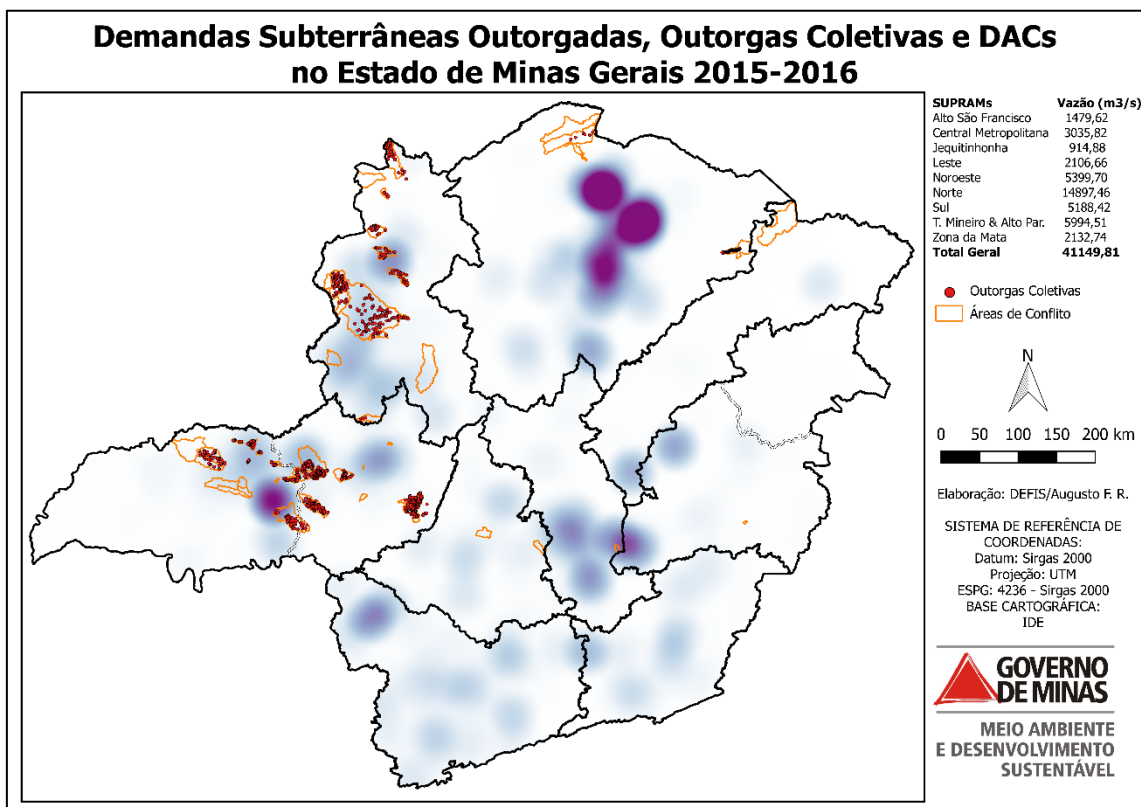 Demandas Subterrâneas Outorgadas, Outorgas Coletivas e DACs
no Estado de Minas Gerais 2015-2016
SUPRAMs Vazão (m3/s)
Alto São Francisco 1479,62
Central Metropolitana 3035,82
Jequitinhonha 914,88
Leste 2106,66
Noroeste 5399,70
Norte 14897,46
Sul 5188,42
T. Mineiro & Alto Par. 5994,51
Zona da Mata 2132,74
Total Geral 41149,81
Outorgas Coletivas
Áreas de Conflito
N
0 50 100 150 200 km
Elaboração: DEFIS/Augusto F. R.
SISTEMA DE REFERÊNCIA DE
COORDENADAS:
Datum: Sirgas 2000
Projeção: UTM
ESPG: 4236 - Sirgas 2000
BASE CARTOGRÁFICA:
IDE
GOVERNO
DE MINAS
MEIO AMBIENTE
E DESENVOLVIMENTO
SUSTENTÁVEL